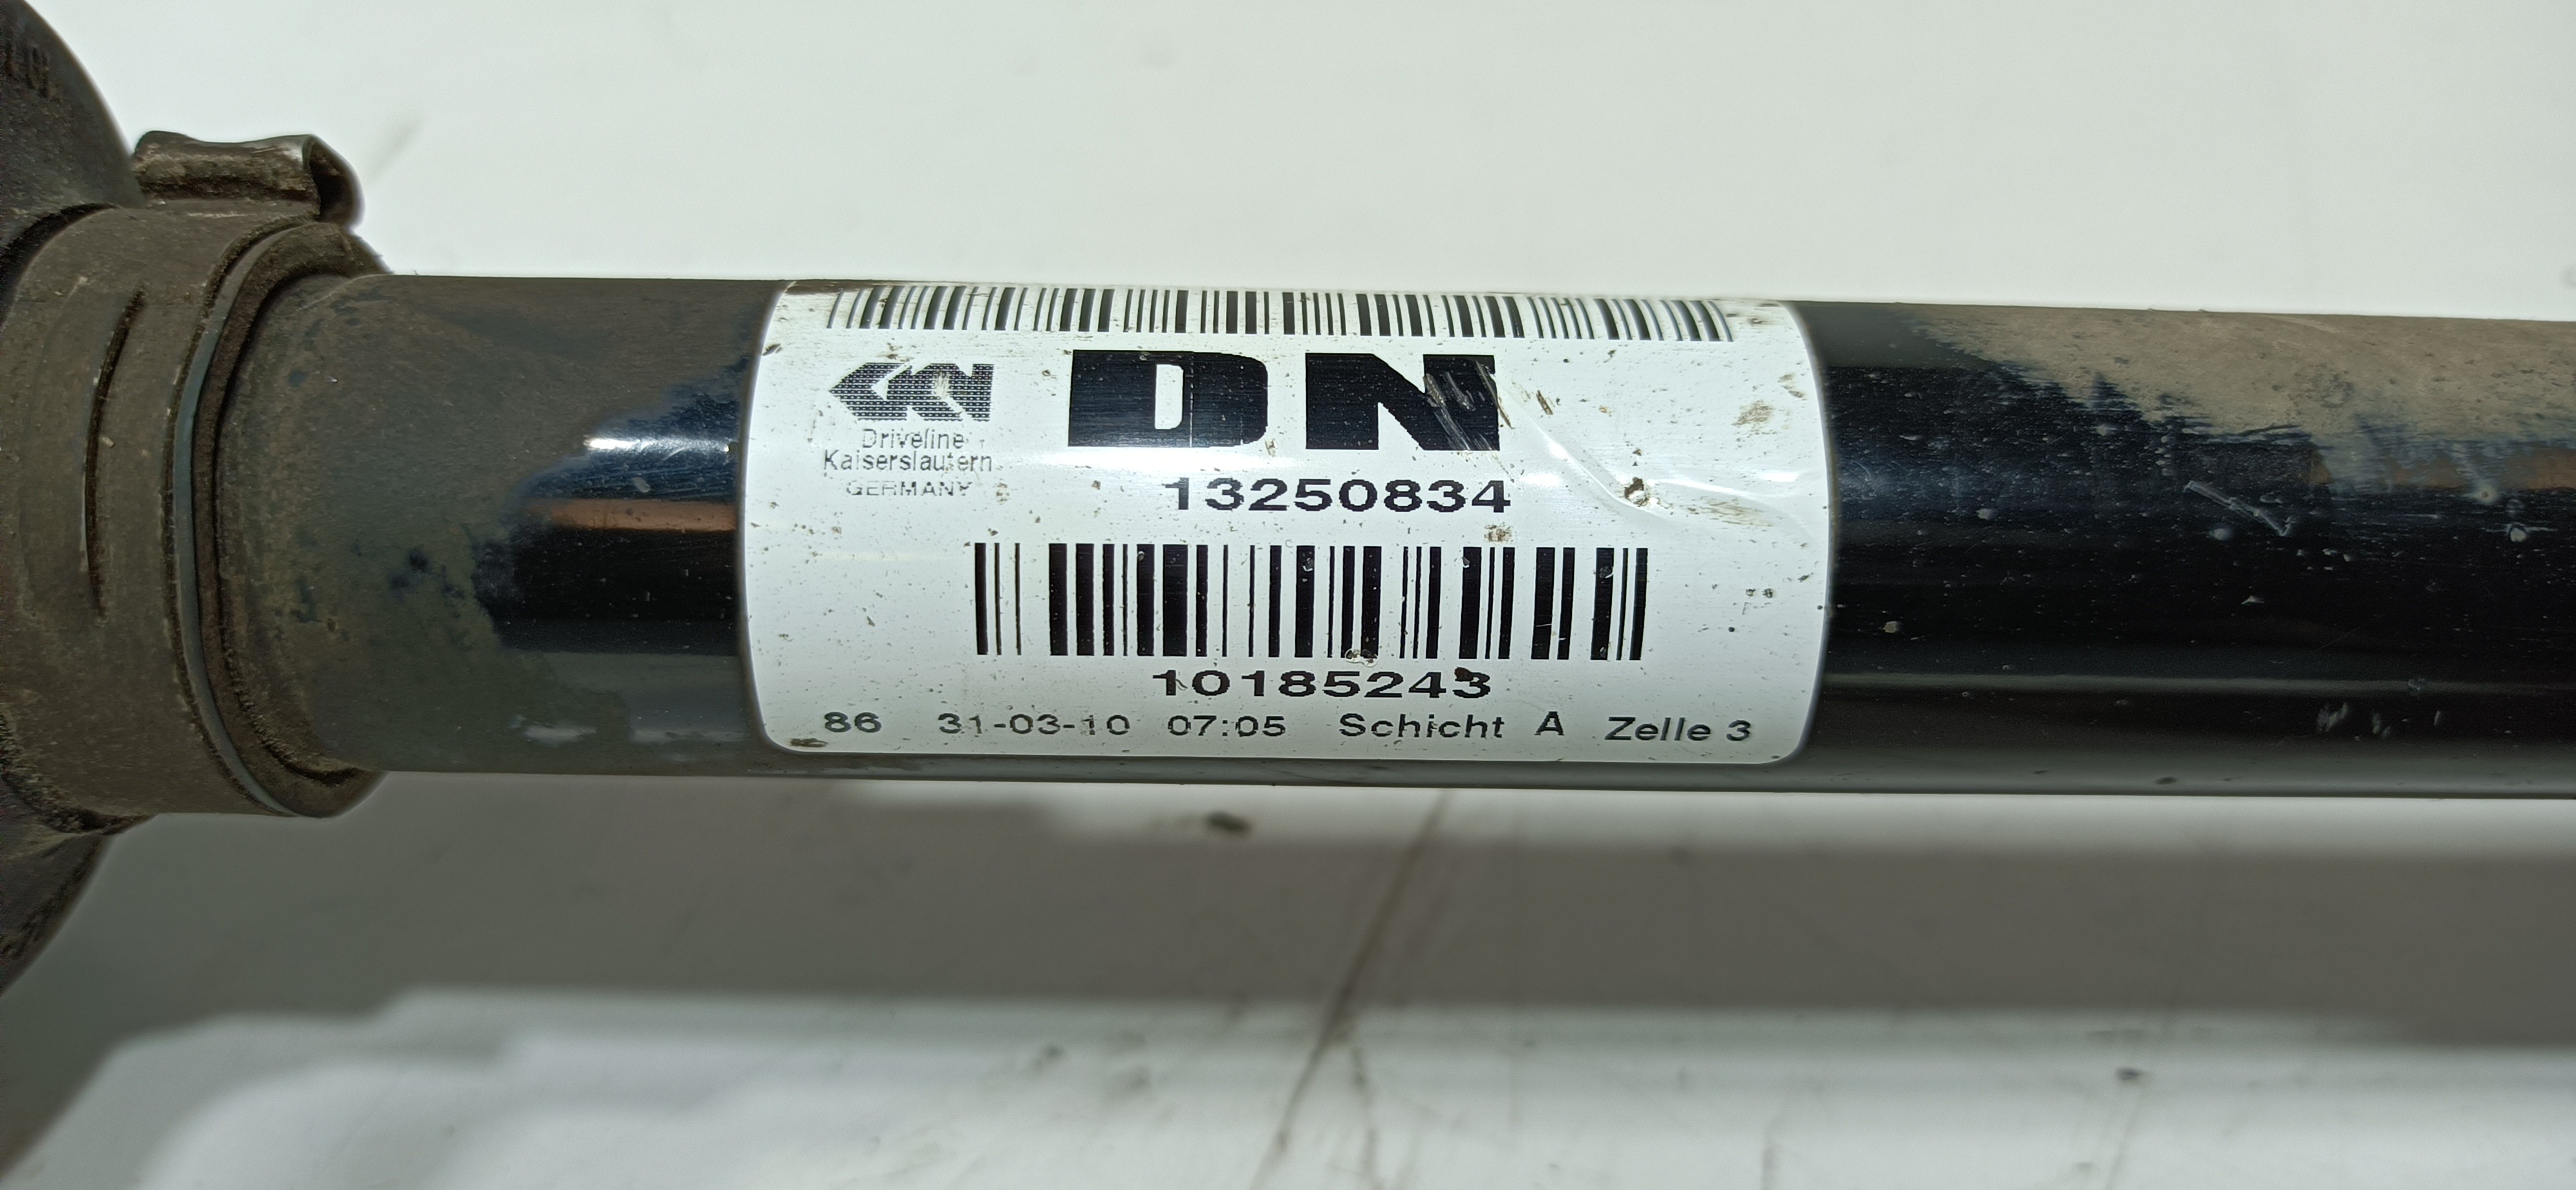 GKN
Driveline
Kaiserslautern
GERMANY
DN
13250834
10185243
86 31-03-10 07:05 Schicht A Zelle 3